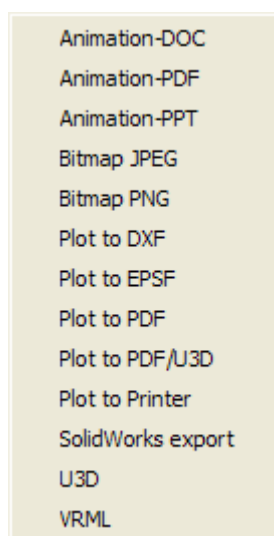 Animation-DOC
Animation-PDF
Animation-PPT
Bitmap JPEG
Bitmap PNG
Plot to DXF
Plot to EPSF
Plot to PDF
Plot to PDF/U3D
Plot to Printer
SolidWorks export
U3D
VRML